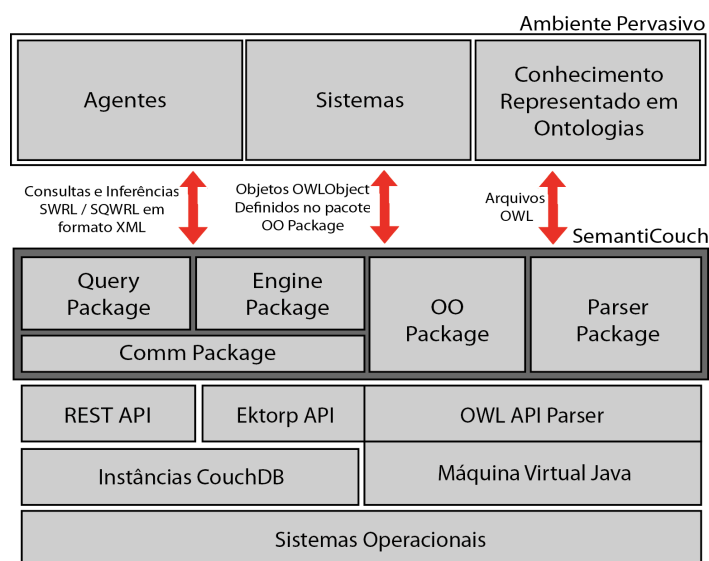 Ambiente Pervasivo
Agentes
Sistemas
Conhecimento
Representado em
Ontologias
Consultas e Inferências
SWRL / SQWRL em
formato XML
Objetos OWLObject
Definidos no pacote
OO Package
Arquivos
OWL
SemantiCouch
Query
Package
Engine
Package
OO
Package
Parser
Package
Comm Package
REST API
Ektorp API
OWL API Parser
Instâncias CouchDB
Máquina Virtual Java
Sistemas Operacionais